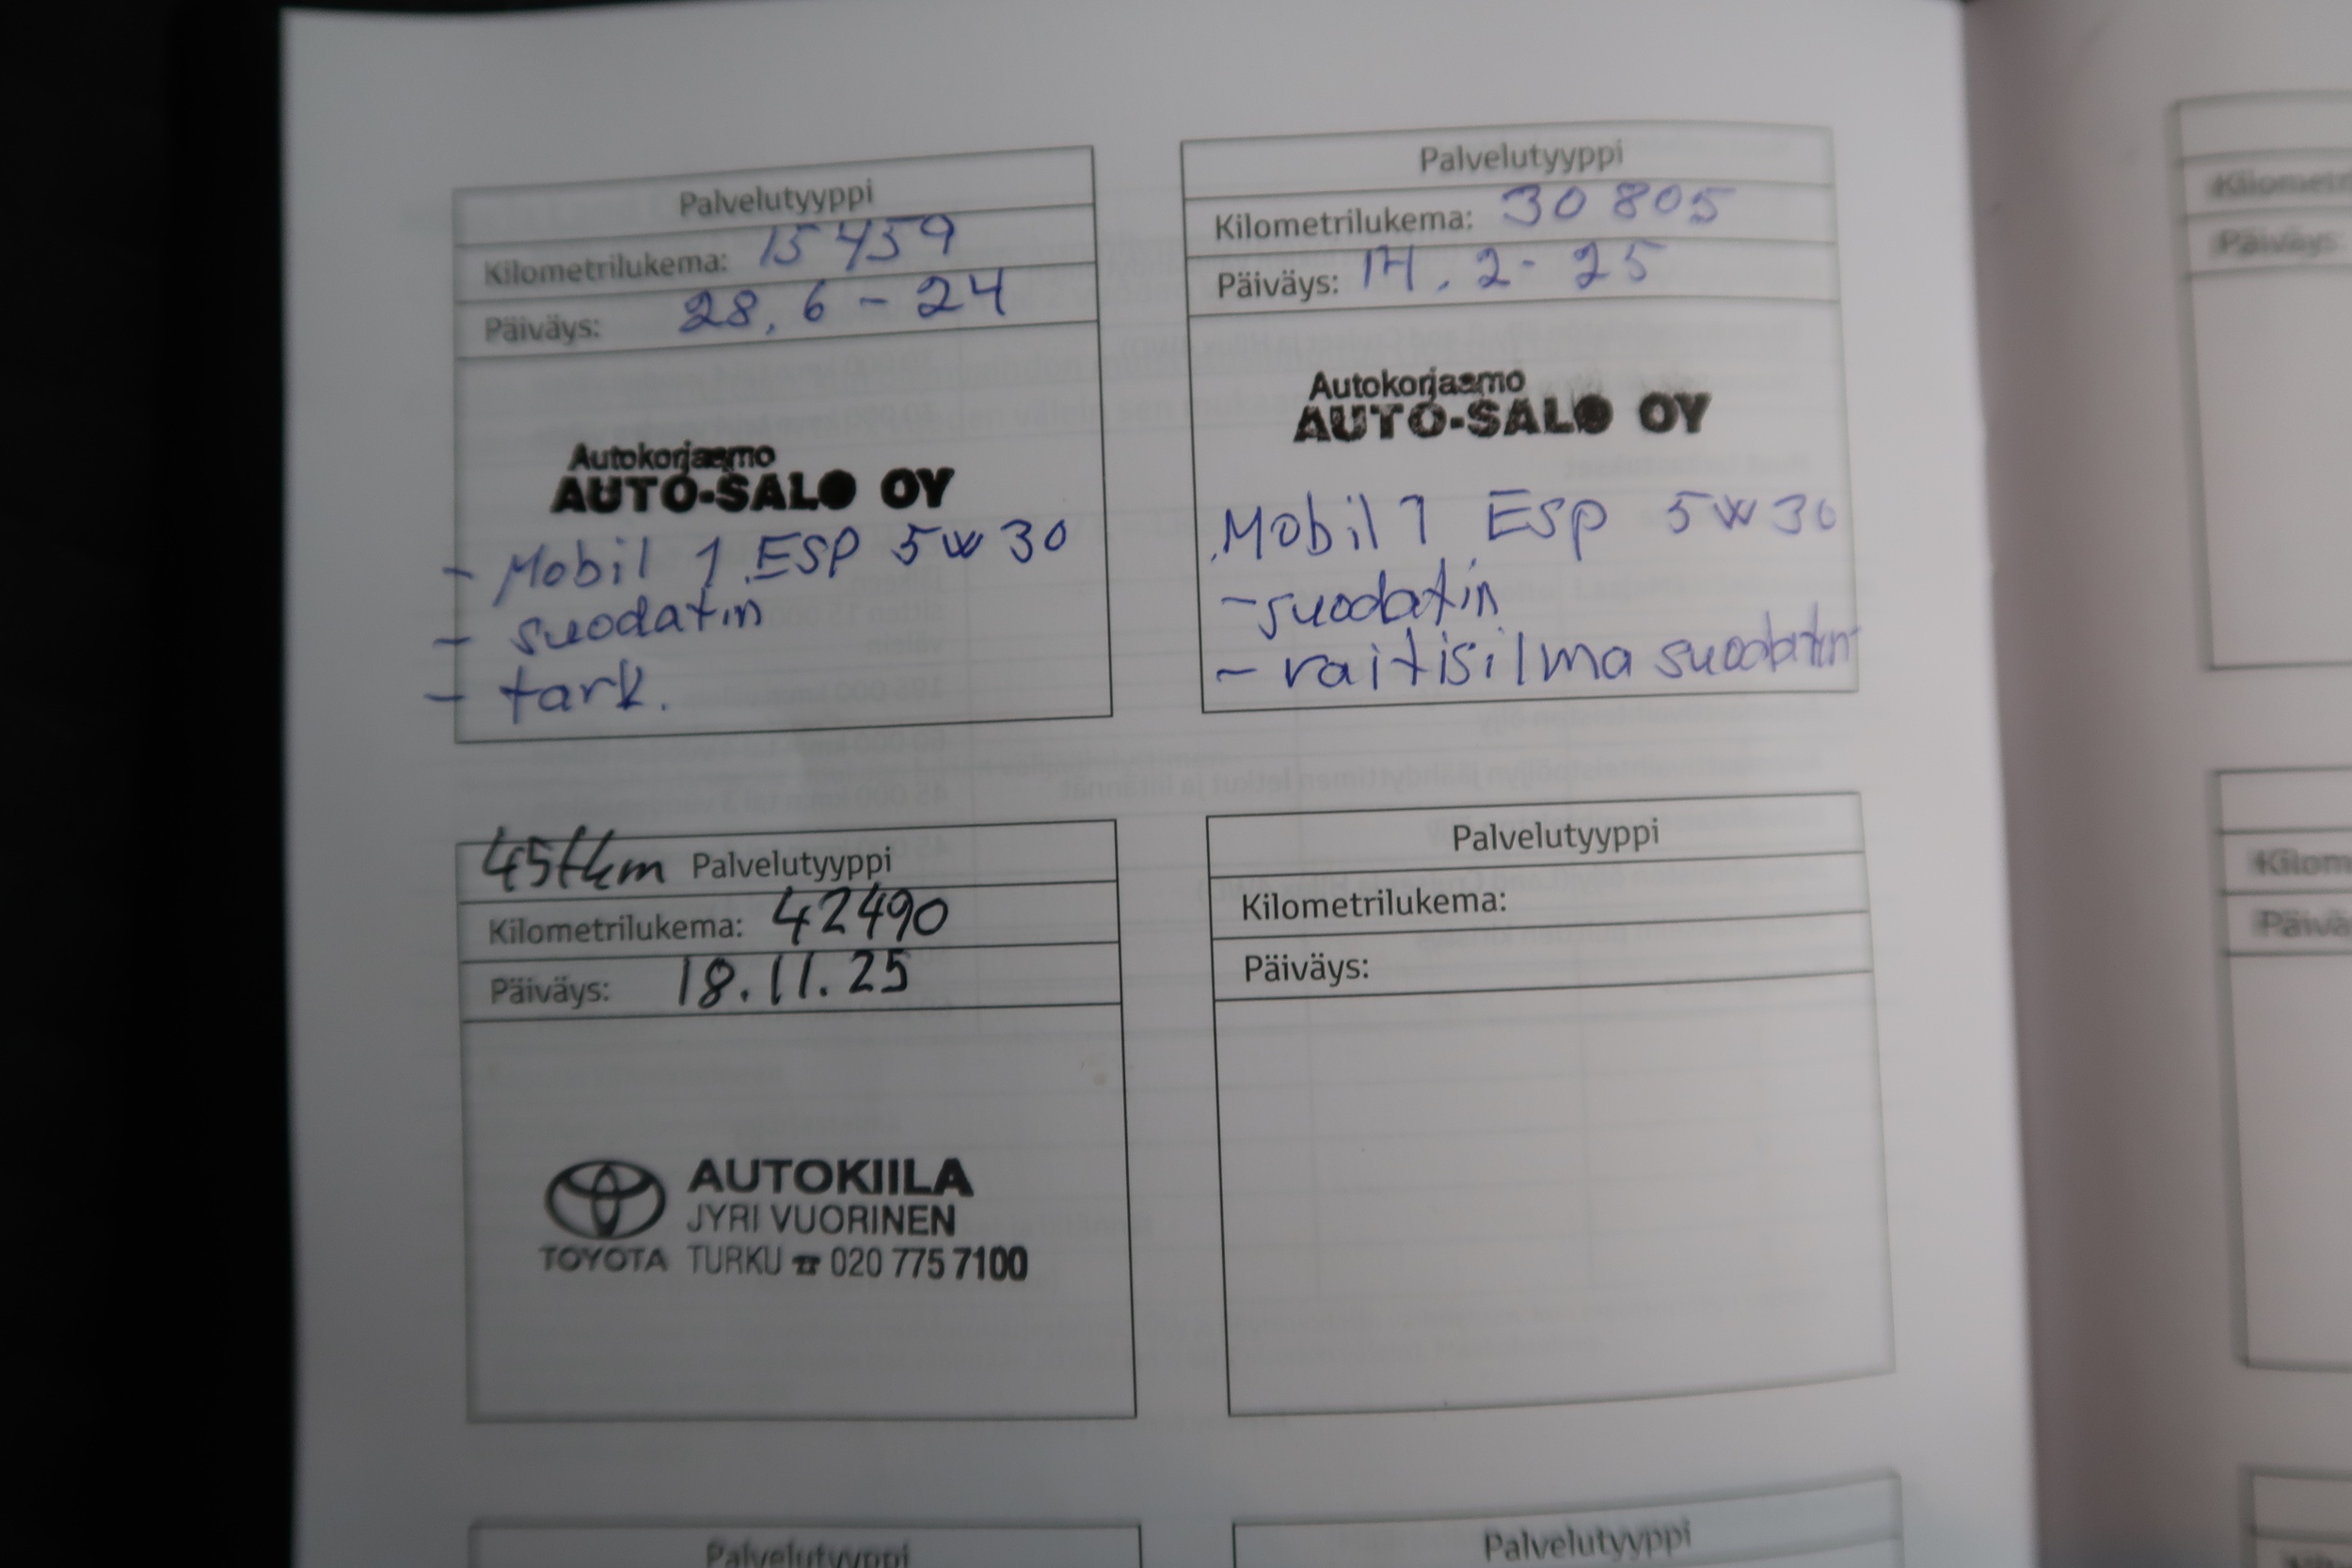 Palvelutyyppi
Kilometrilukema: 15459
Päiväys: 28.6-24
Autokorjaamo
AUTO-SALO OY
- Mobil 1 ESP 5w30
- suodatin
- tark.
Palvelutyyppi
Kilometrilukema: 30805
Päiväys: 14.2-25
Autokorjaamo
AUTO-SALO OY
Mobil 1 ESP 5w30
- suodatin
- raitisilma suodatin
45tkm Palvelutyyppi
Kilometrilukema: 42490
Päiväys: 18.11.25
AUTOKIILA
JYRI VUORINEN
TOYOTA TURKU ☎ 020 775 7100
Palvelutyyppi
Kilometrilukema:
Päiväys:
Palvelutyyppi
Palvelutyyppi